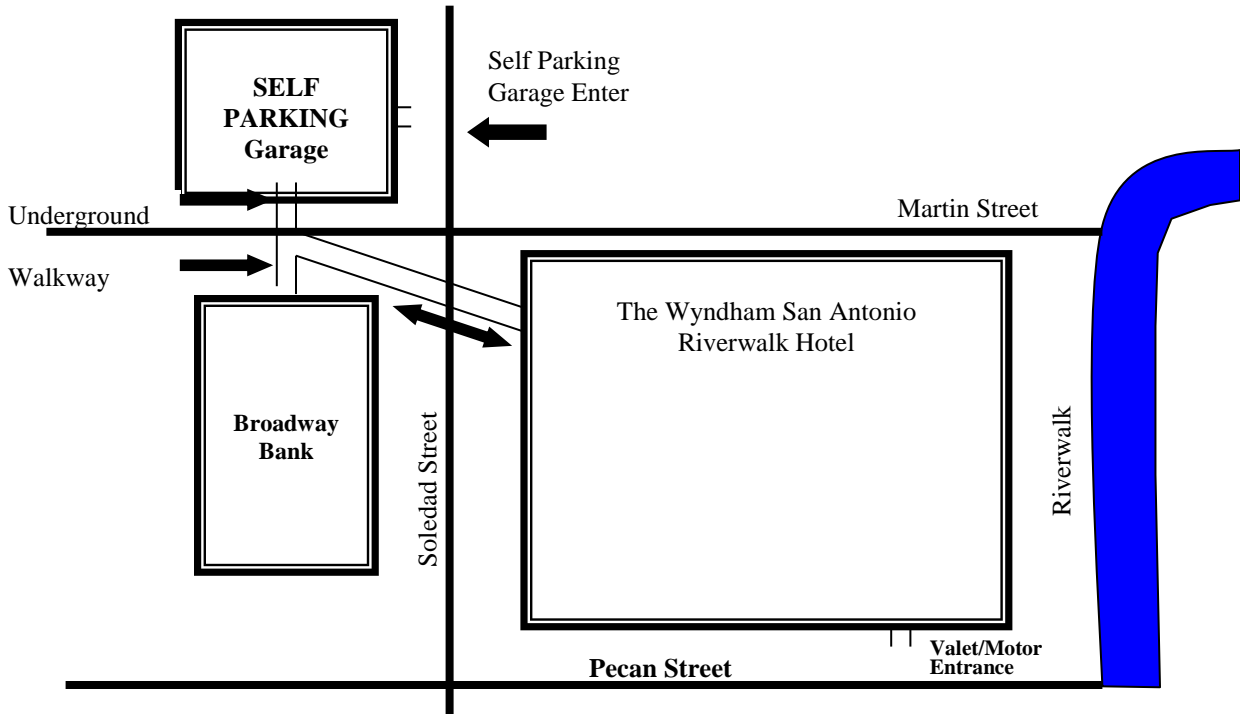 Self Parking
Garage Enter
SELF
PARKING
Garage
Underground
Martin Street
Walkway
The Wyndham San Antonio
Riverwalk Hotel
Broadway
Bank
Soledad Street
Riverwalk
Valet/Motor
Entrance
Pecan Street